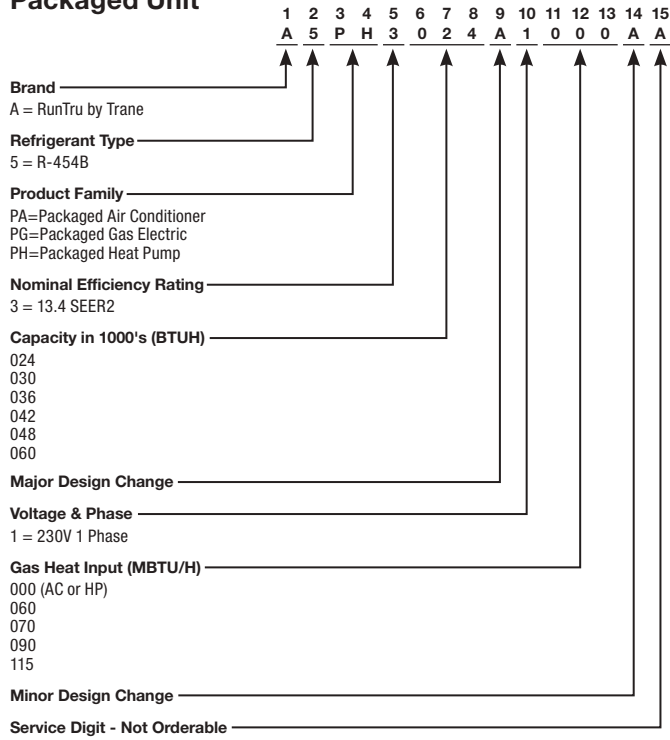 Packaged Unit
1 2 3 4 5 6 7 8 9 10 11 12 13 14 15
A 5 P H 3 0 2 4 A 1 0 0 0 A A
Brand
A = RunTru by Trane
Refrigerant Type
5 = R-454B
Product Family
PA=Packaged Air Conditioner
PG=Packaged Gas Electric
PH=Packaged Heat Pump
Nominal Efficiency Rating
3 = 13.4 SEER2
Capacity in 1000's (BTUH)
024
030
036
042
048
060
Major Design Change
Voltage & Phase
1 = 230V 1 Phase
Gas Heat Input (MBTU/H)
000 (AC or HP)
060
070
090
115
Minor Design Change
Service Digit - Not Orderable